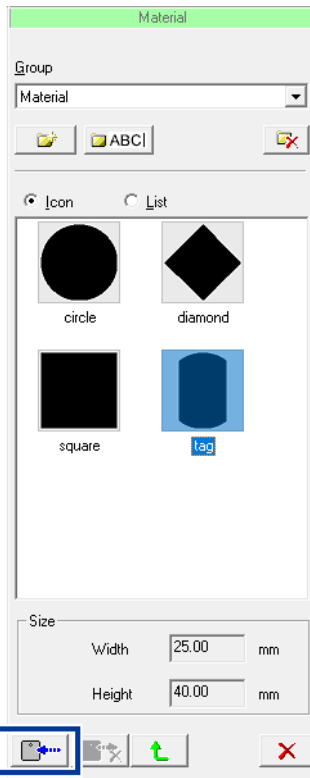 Material
Group
Material
ABC
Icon List
circle diamond
square tag
Size
Width 25.00 mm
Height 40.00 mm